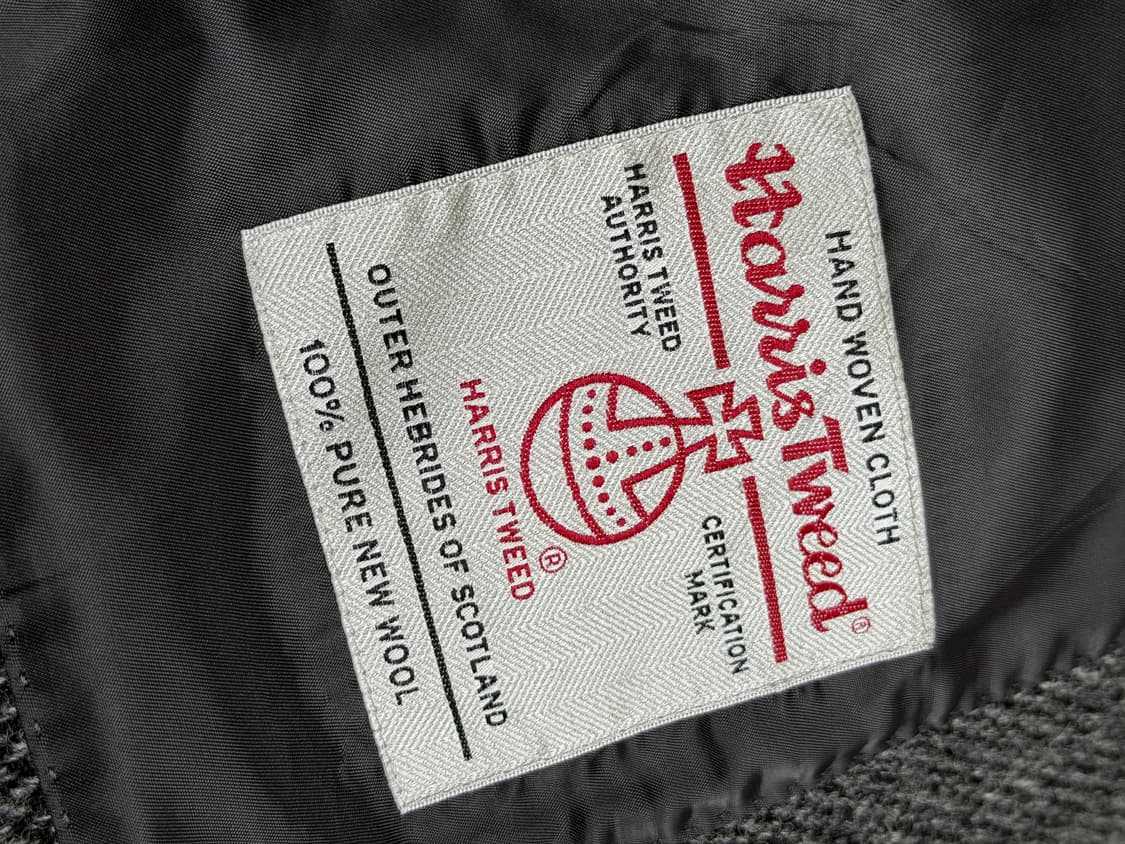 HAND WOVEN CLOTH
Harris Tweed®
HARRIS TWEED
AUTHORITY
CERTIFICATION
MARK
®
HARRIS TWEED
OUTER HEBRIDES OF SCOTLAND
100% PURE NEW WOOL